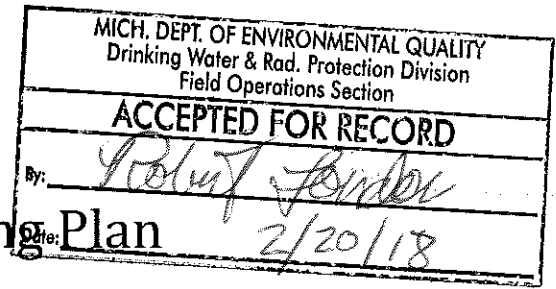 MICH. DEPT. OF ENVIRONMENTAL QUALITY
Drinking Water & Rad. Protection Division
Field Operations Section
ACCEPTED FOR RECORD
By: Robert
Date: 2/20/18
Plan